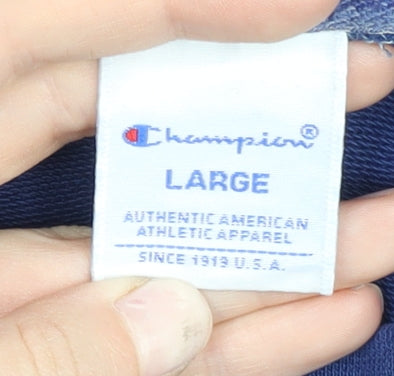 Champion®
LARGE
AUTHENTIC AMERICAN
ATHLETIC APPAREL
SINCE 1919 U.S.A.